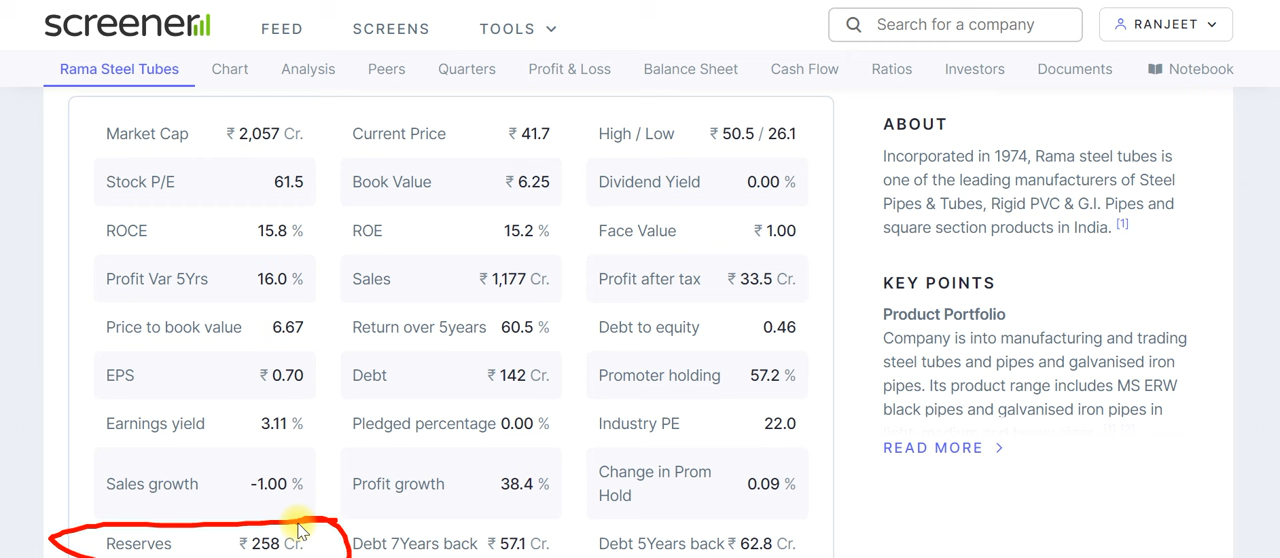 screener
FEED SCREENS TOOLS
Search for a company
RANJEET
Rama Steel Tubes Chart Analysis Peers Quarters Profit & Loss Balance Sheet Cash Flow Ratios Investors Documents Notebook
Market Cap ₹ 2,057 Cr. Current Price ₹ 41.7 High / Low ₹ 50.5 / 26.1
Stock P/E 61.5 Book Value ₹ 6.25 Dividend Yield 0.00 %
ROCE 15.8 % ROE 15.2 % Face Value ₹ 1.00
Profit Var 5Yrs 16.0 % Sales ₹ 1,177 Cr. Profit after tax ₹ 33.5 Cr.
Price to book value 6.67 Return over 5years 60.5 % Debt to equity 0.46
EPS ₹ 0.70 Debt ₹ 142 Cr. Promoter holding 57.2 %
Earnings yield 3.11 % Pledged percentage 0.00 % Industry PE 22.0
Sales growth -1.00 % Profit growth 38.4 % Change in Prom
Hold 0.09 %
Reserves ₹ 258 Cr. Debt 7Years back ₹ 57.1 Cr. Debt 5Years back ₹ 62.8 Cr.
ABOUT
Incorporated in 1974, Rama steel tubes is
one of the leading manufacturers of Steel
Pipes & Tubes, Rigid PVC & G.I. Pipes and
square section products in India. [1]
KEY POINTS
Product Portfolio
Company is into manufacturing and trading
steel tubes and pipes and galvanised iron
pipes. Its product range includes MS ERW
black pipes and galvanised iron pipes in
READ MORE